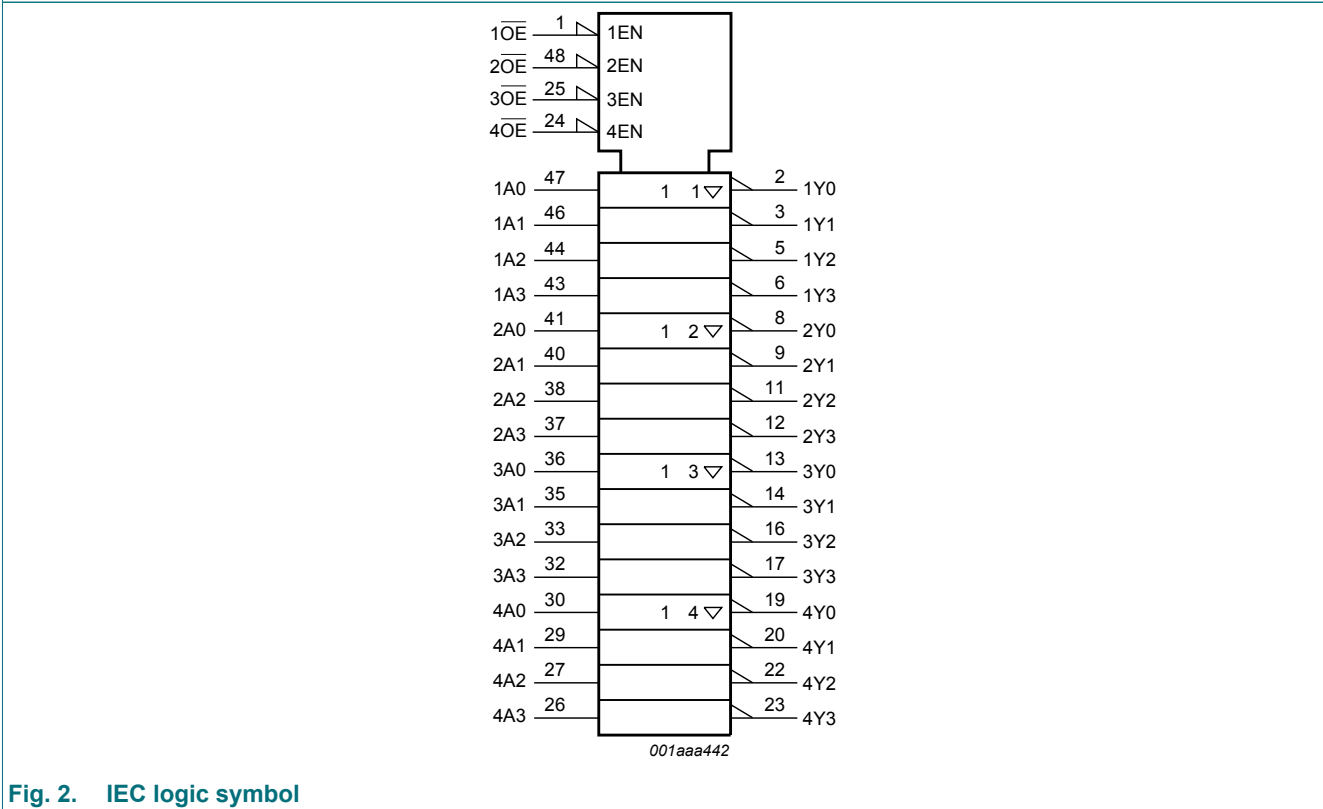 1O̅E̅ 1 1EN
2O̅E̅ 48 2EN
3O̅E̅ 25 3EN
4O̅E̅ 24 4EN
1A0 47 1 1▽ 2 1Y0
1A1 46 3 1Y1
1A2 44 5 1Y2
1A3 43 6 1Y3
2A0 41 1 2▽ 8 2Y0
2A1 40 9 2Y1
2A2 38 11 2Y2
2A3 37 12 2Y3
3A0 36 1 3▽ 13 3Y0
3A1 35 14 3Y1
3A2 33 16 3Y2
3A3 32 17 3Y3
4A0 30 1 4▽ 19 4Y0
4A1 29 20 4Y1
4A2 27 22 4Y2
4A3 26 23 4Y3
001aaa442
Fig. 2. IEC logic symbol